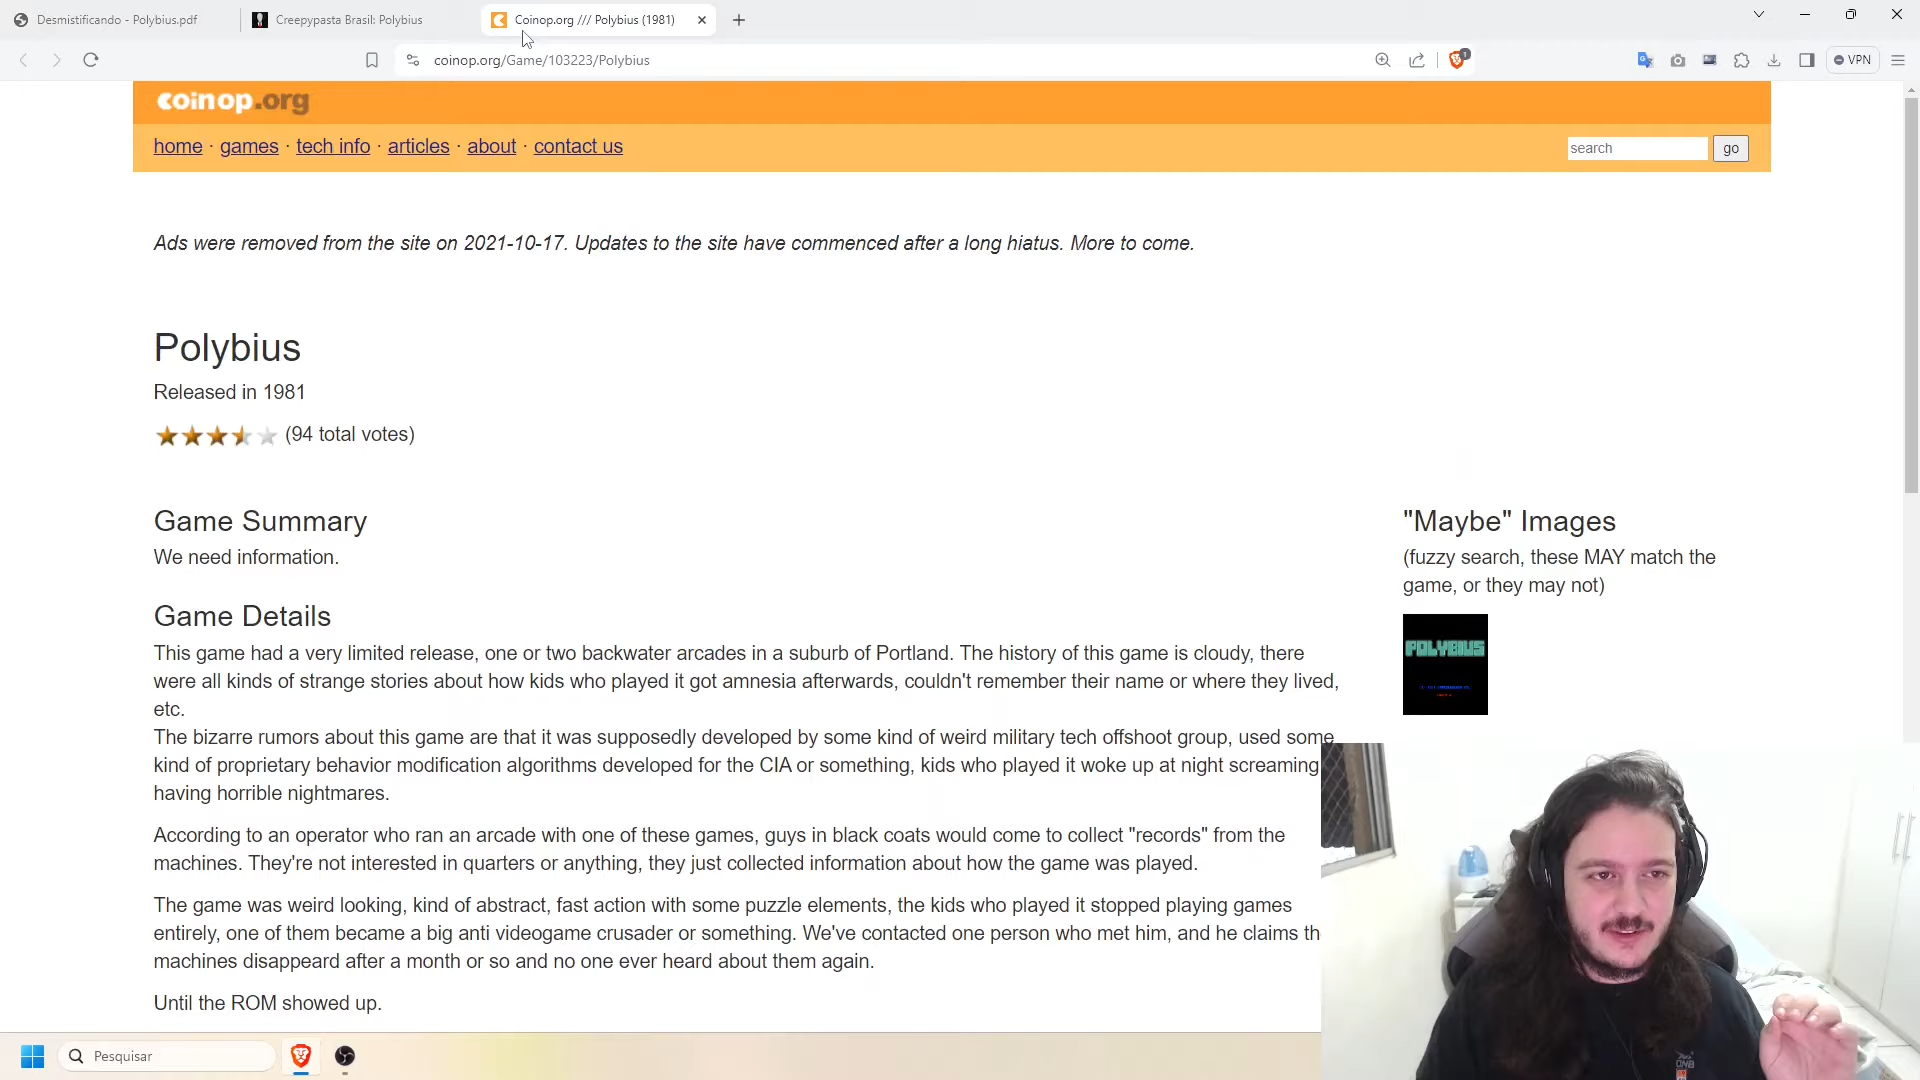 Desmistificando - Polybius.pdf
Creepypasta Brasil: Polybius
Coinop.org /// Polybius (1981)
coinop.org/Game/103223/Polybius
1
VPN
coinop.org
home · games · tech info · articles · about · contact us
search
go
Ads were removed from the site on 2021-10-17. Updates to the site have commenced after a long hiatus. More to come.
Polybius
Released in 1981
(94 total votes)
Game Summary
We need information.
Game Details
This game had a very limited release, one or two backwater arcades in a suburb of Portland. The history of this game is cloudy, there
were all kinds of strange stories about how kids who played it got amnesia afterwards, couldn't remember their name or where they lived,
etc.
The bizarre rumors about this game are that it was supposedly developed by some kind of weird military tech offshoot group, used some
kind of proprietary behavior modification algorithms developed for the CIA or something, kids who played it woke up at night screaming
having horrible nightmares.
According to an operator who ran an arcade with one of these games, guys in black coats would come to collect "records" from the
machines. They're not interested in quarters or anything, they just collected information about how the game was played.
The game was weird looking, kind of abstract, fast action with some puzzle elements, the kids who played it stopped playing games
entirely, one of them became a big anti videogame crusader or something. We've contacted one person who met him, and he claims th
machines disappeard after a month or so and no one ever heard about them again.
Until the ROM showed up.
"Maybe" Images
(fuzzy search, these MAY match the
game, or they may not)
POLYBIUS
Pesquisar